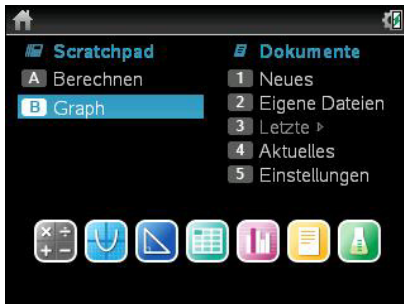 Scratchpad
A Berechnen
B Graph
Dokumente
1 Neues
2 Eigene Dateien
3 Letzte ▹
4 Aktuelles
5 Einstellungen